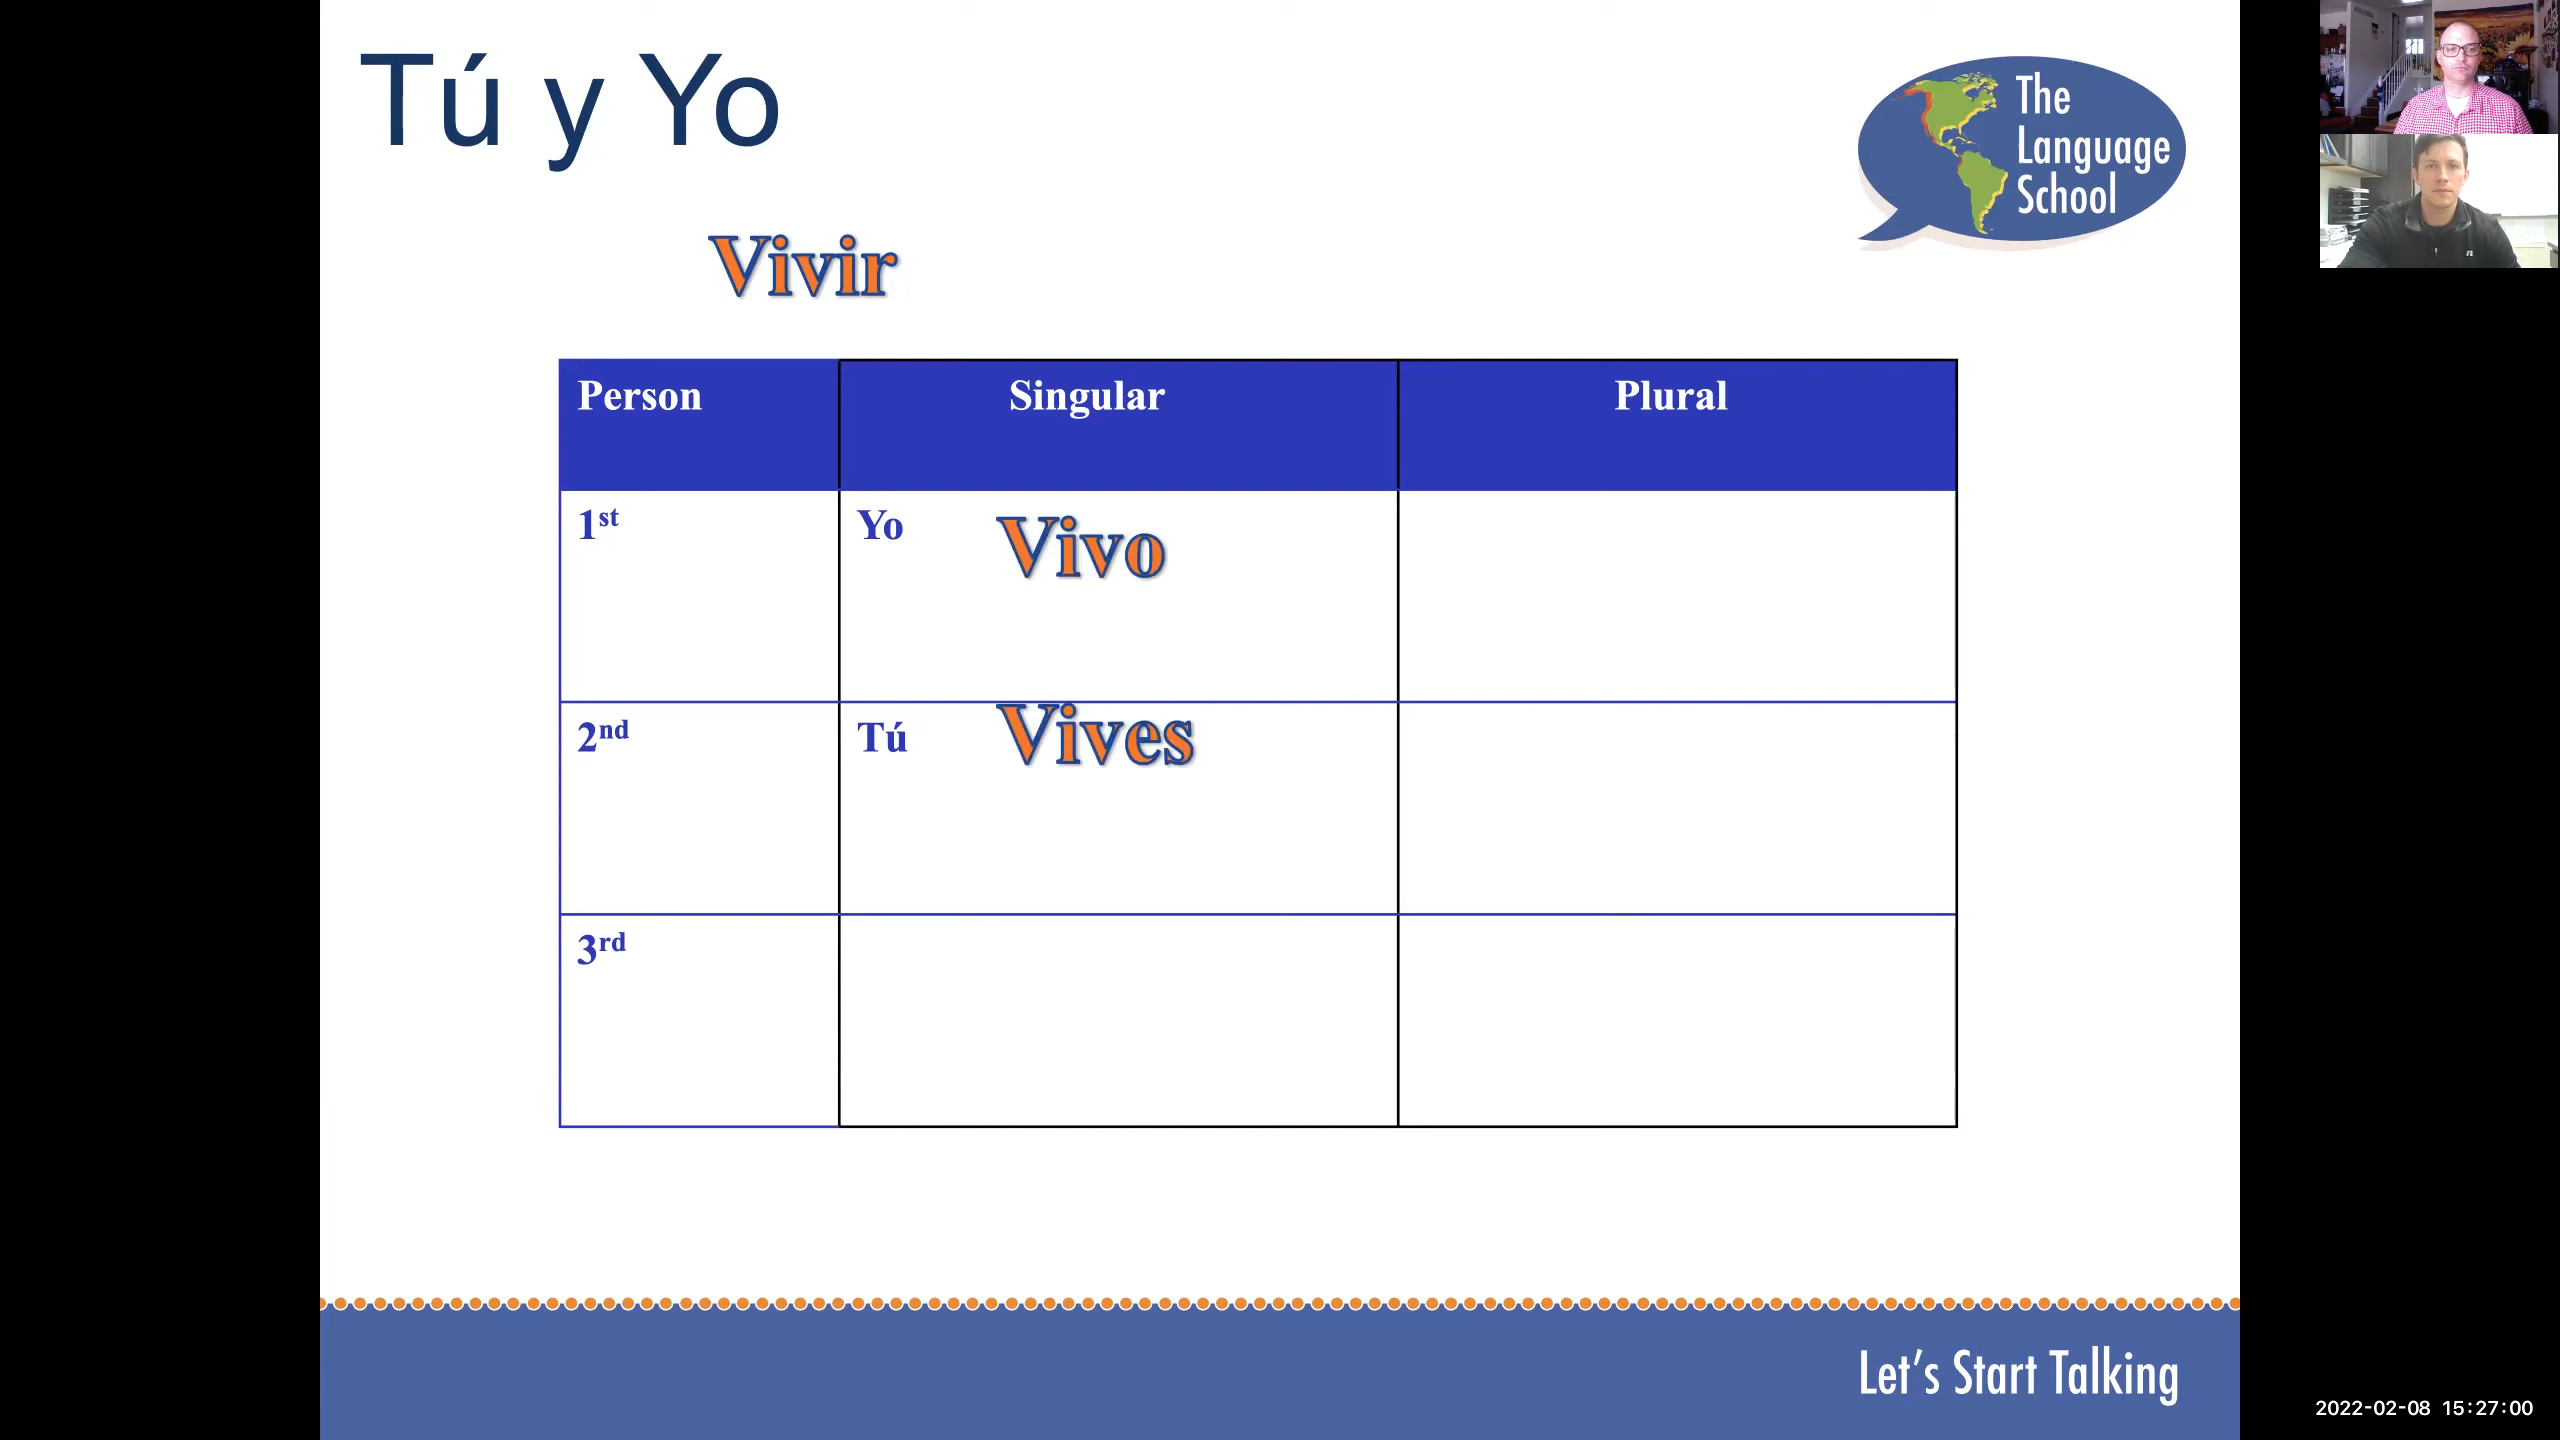 Tú y Yo
The
Language
School
Vivir
Person Singular Plural
1st Yo Vivo
2nd Tú Vives
3rd
Let's Start Talking
2022-02-08 15:27:00